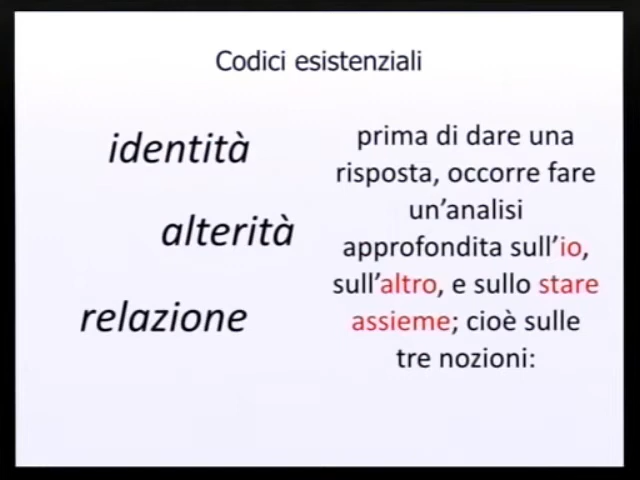 Codici esistenziali
identità
alterità
relazione
prima di dare una
risposta, occorre fare
un'analisi
approfondita sull'io,
sull'altro, e sullo stare
assieme; cioè sulle
tre nozioni: